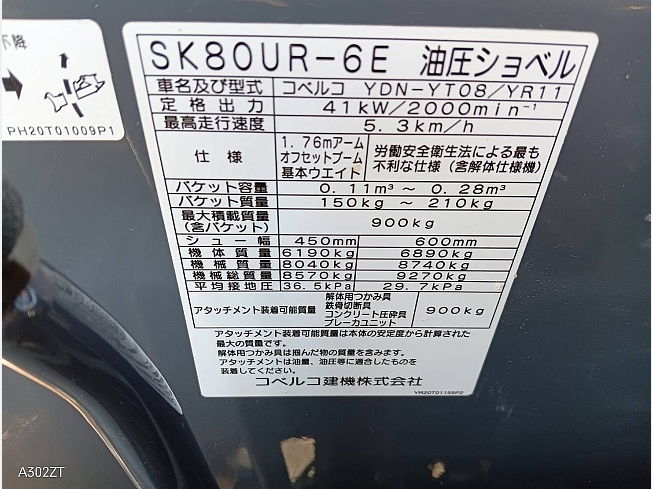 不降
PH20T01009P1
SK80UR-6E 油圧ショベル
車名及び型式 コベルコ YDN-YT08/YR11
定格出力 41kW/2000min⁻¹
最高走行速度 5.3km/h
仕様 1.76mアーム オフセットブーム 基本ウエイト 労働安全衛生法による最も不利な仕様(含解体仕様機)
バケット容量 0.11m³ ~ 0.28m³
バケット質量 150kg ~ 210kg
最大積載質量(含バケット) 900kg
シュー幅 450mm 600mm
機体質量 6190kg 6890kg
機械質量 8040kg 8740kg
機械総質量 8570kg 9270kg
平均接地圧 36.5kPa 29.7kPa
アタッチメント装着可能質量 解体用つかみ具 鉄骨切断具 コンクリート圧砕具 ブレーカユニット 900kg
アタッチメント装着可能質量は本体の安定度から計算された
最大の質量です。
解体用つかみ具は掴んだ物の質量を含みます。
アタッチメントは油量、油圧等に適合したものを
装着してください。
コベルコ建機株式会社
YR20T01155P2
A302ZT